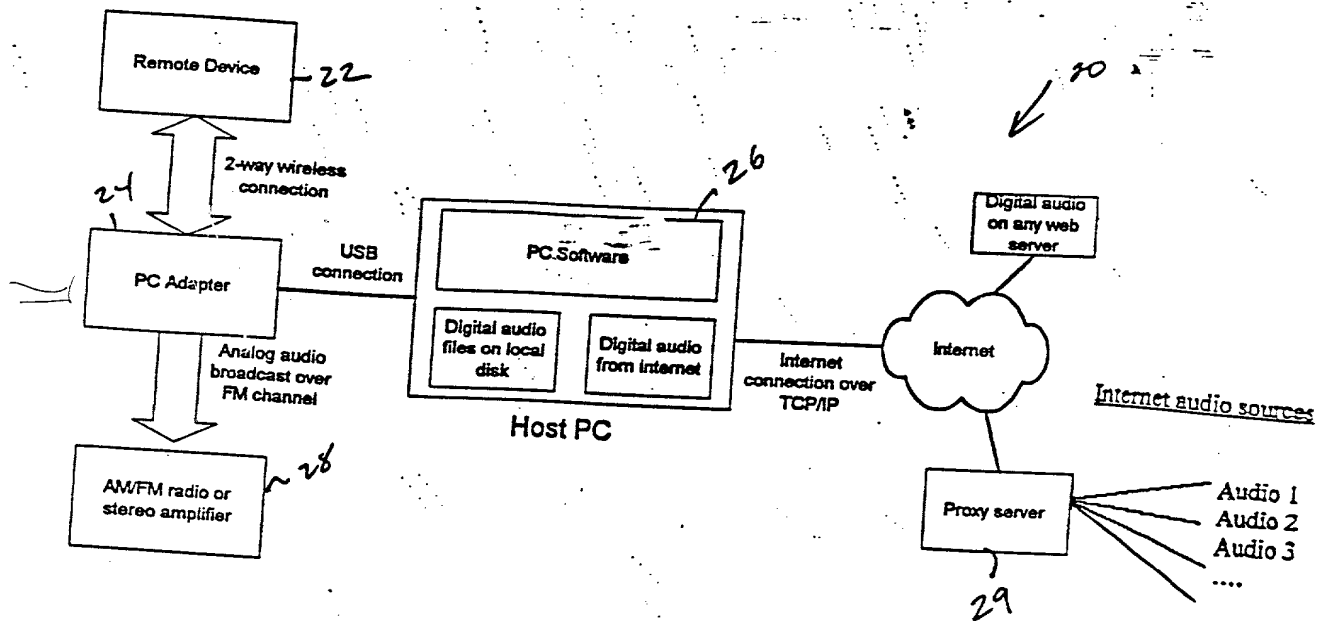 Remote Device
22
20
2-way wireless
connection
24
26
PC Adapter
USB
connection
PC Software
Digital audio
files on local
disk
Digital audio
from internet
Host PC
Digital audio
on any web
server
Internet
Internet
connection over
TCP/IP
Internet audio sources
Analog audio
broadcast over
FM channel
AM/FM radio or
stereo amplifier
28
Proxy server
29
Audio 1
Audio 2
Audio 3
....